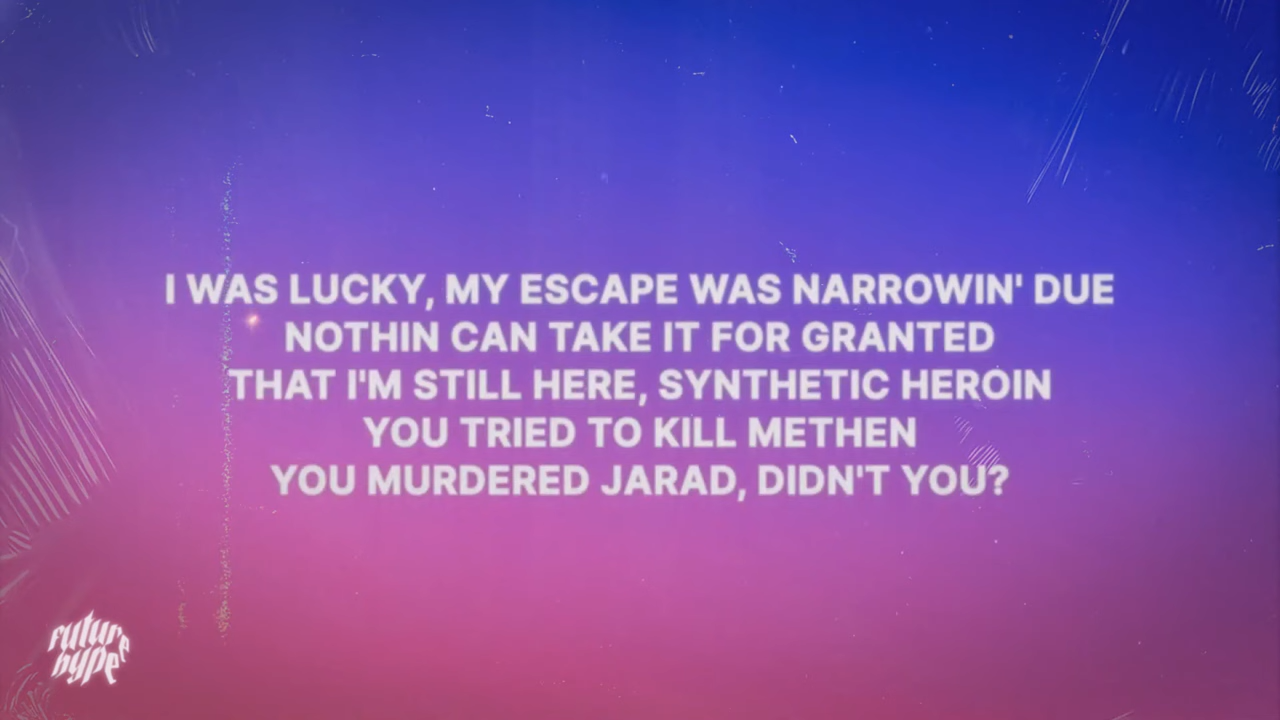 I WAS LUCKY, MY ESCAPE WAS NARROWIN' DUE
NOTHIN CAN TAKE IT FOR GRANTED
THAT I'M STILL HERE, SYNTHETIC HEROIN
YOU TRIED TO KILL METHEN
YOU MURDERED JARAD, DIDN'T YOU?
future
hype